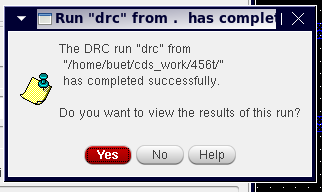 Run "drc" from .  has complet
The DRC run "drc" from
"/home/buet/cds_work/456t/"
has completed successfully.
Do you want to view the results of this run?
Yes No Help